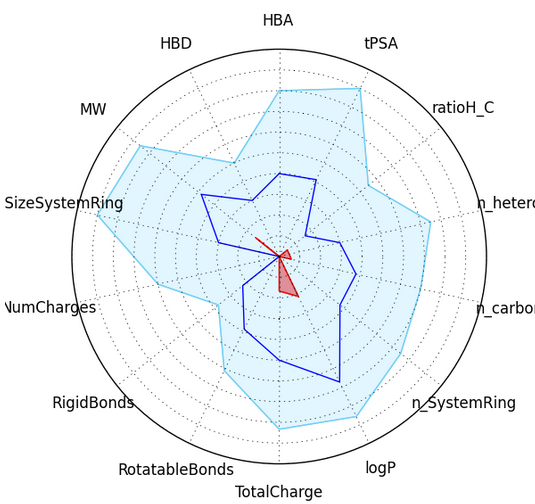 HBA
HBD
tPSA
MW
ratioH_C
SizeSystemRing
n_hetero
NumCharges
n_carbo
RigidBonds
n_SystemRing
RotatableBonds
logP
TotalCharge